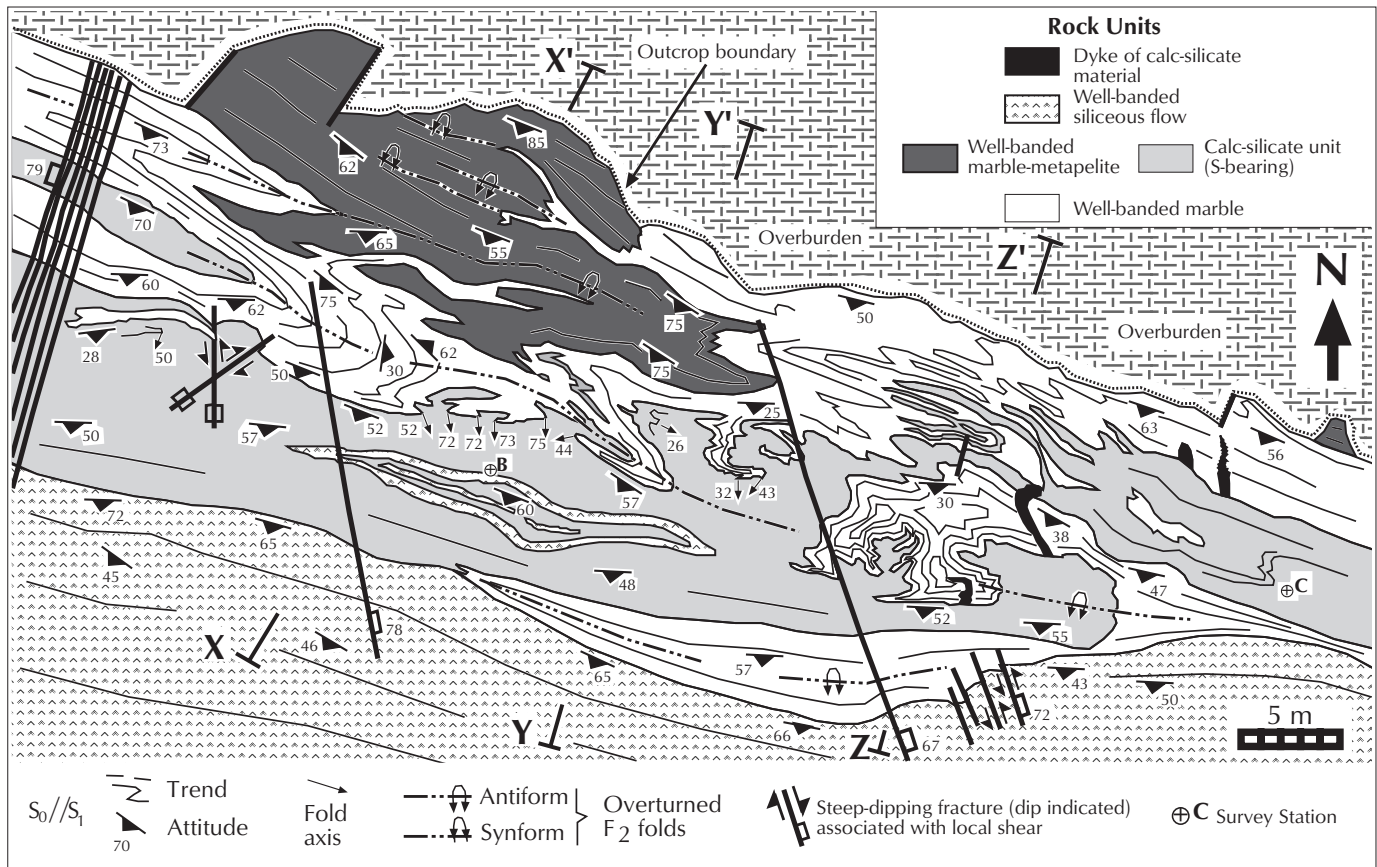 Rock Units
Dyke of calc-silicate
material
Well-banded
siliceous flow
Well-banded
marble-metapelite
Calc-silicate unit
(S-bearing)
Well-banded marble
Outcrop boundary
X'
Y'
Z'
Overburden
Overburden
N
85
73
62
79
70
65
55
60
62
75
75
50
28
50
50
30
62
75
63
25
52
52
72
72
73
75
44
26
56
50
57
B
60
57
32
43
30
38
72
65
48
47
C
45
52
55
X
46
78
65
57
43
50
Y
66
Z
67
72
5 m
S₀//S₁
Trend
Attitude
70
Fold
axis
Antiform
Synform
Overturned
F₂ folds
Steep-dipping fracture (dip indicated)
associated with local shear
C Survey Station